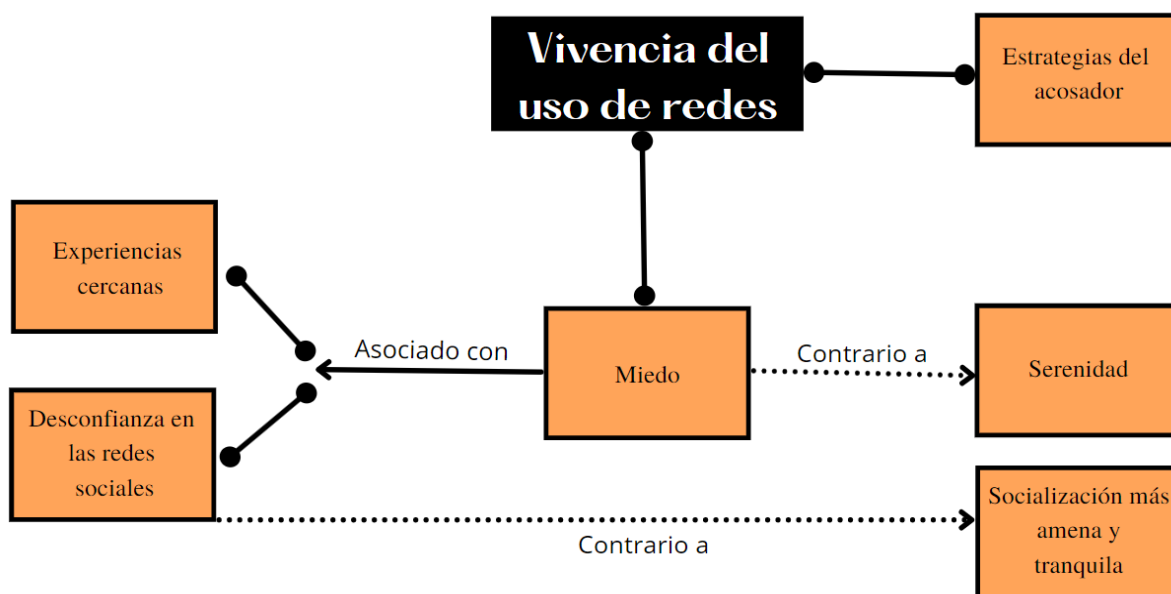 Vivencia del
uso de redes
Estrategias del
acosador
Experiencias
cercanas
Asociado con
Miedo
Contrario a
Serenidad
Desconfianza en
las redes
sociales
Contrario a
Socialización más
amena y
tranquila